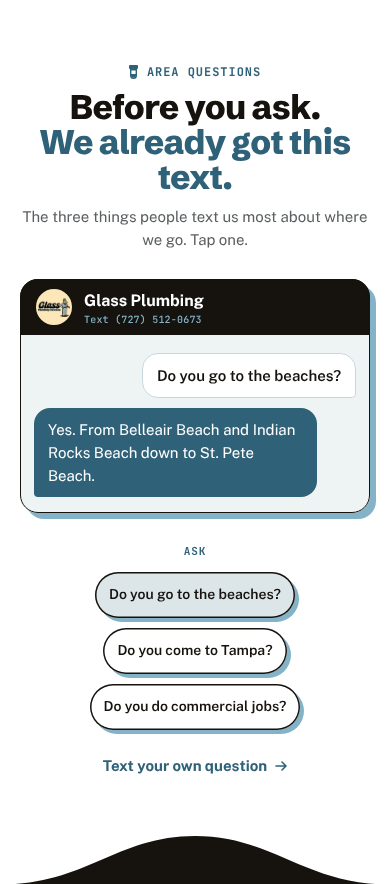 AREA QUESTIONS
Before you ask.
We already got this
text.
The three things people text us most about where
we go. Tap one.
Glass
Glass Plumbing
Text (727) 512-0673
Do you go to the beaches?
Yes. From Belleair Beach and Indian
Rocks Beach down to St. Pete
Beach.
ASK
Do you go to the beaches?
Do you come to Tampa?
Do you do commercial jobs?
Text your own question →